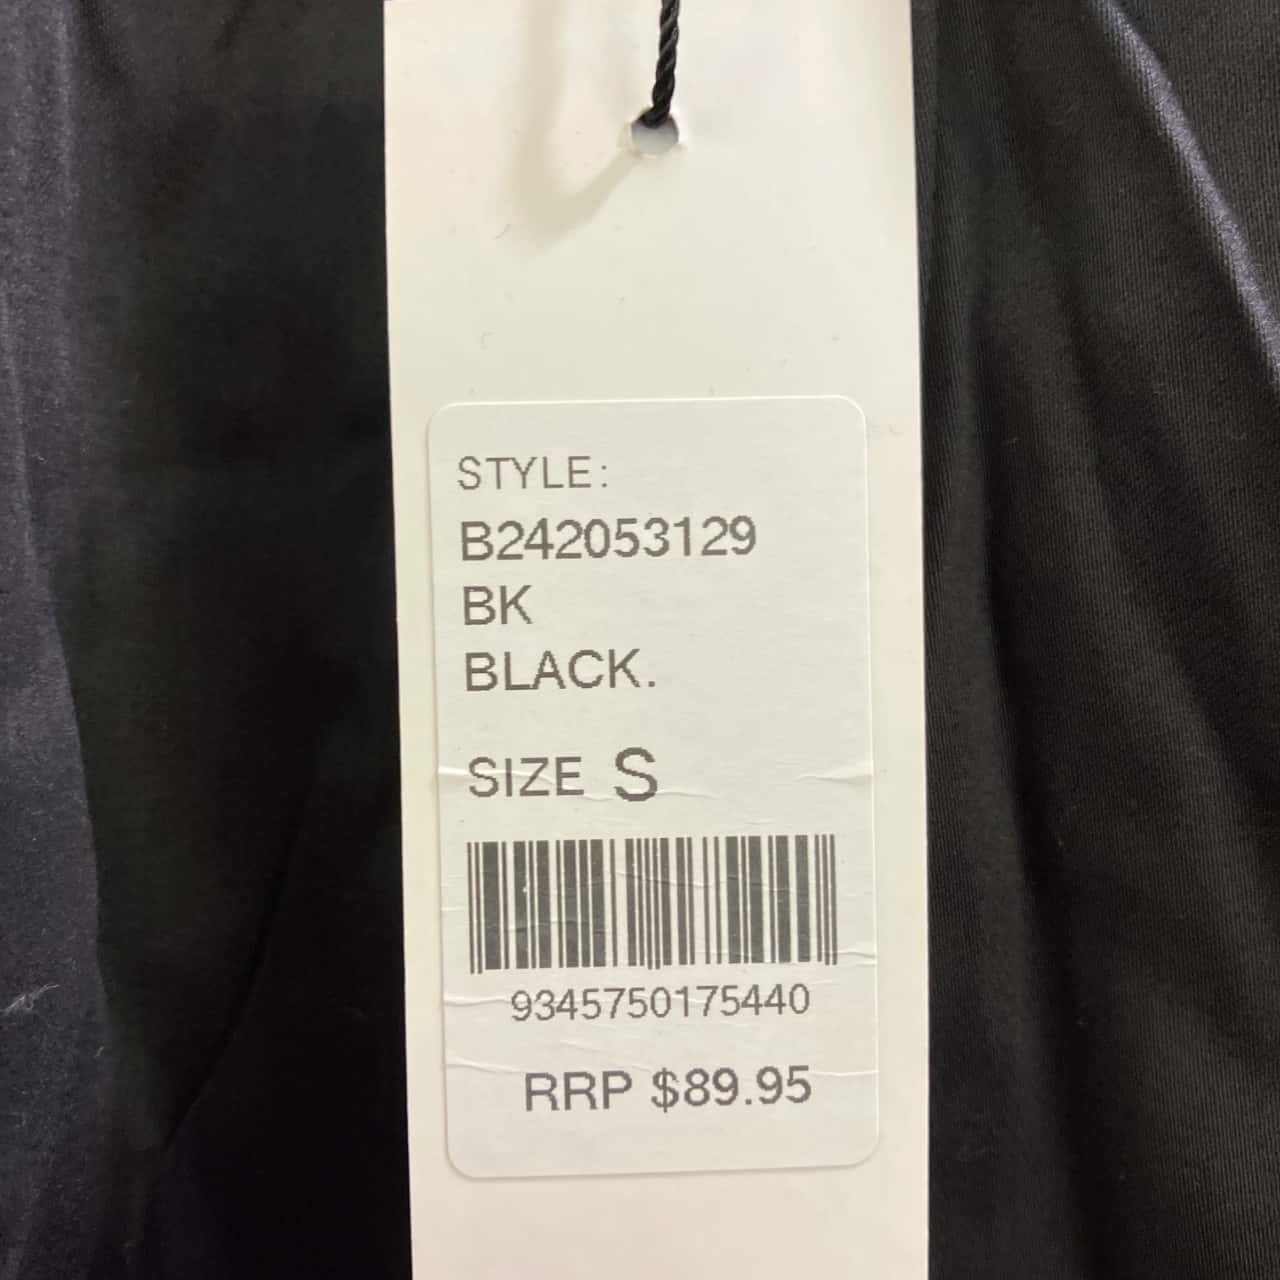 STYLE:
B242053129
BK
BLACK.
SIZE S
9345750175440
RRP $89.95